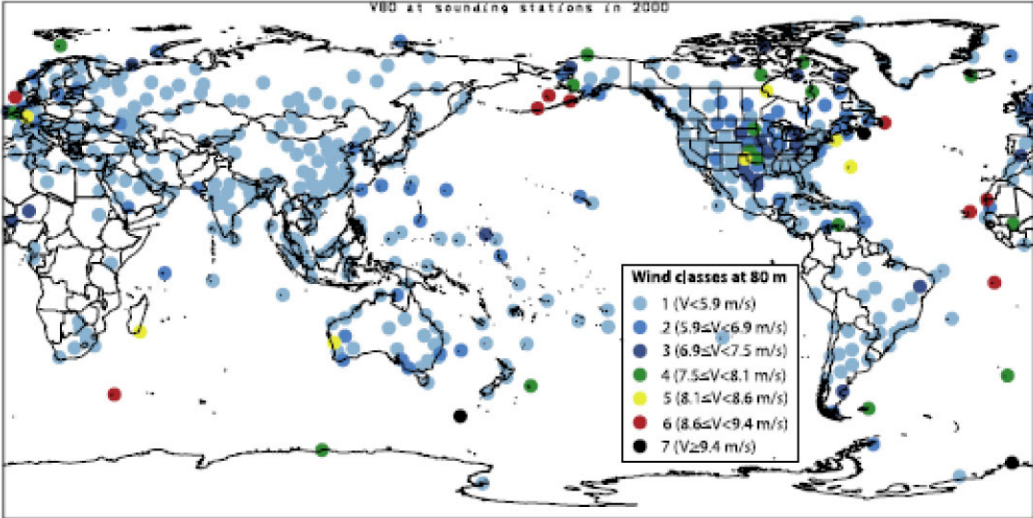 V80 at sounding stations in 2000
Wind classes at 80 m
1 (V<5.9 m/s)
2 (5.9≤V<6.9 m/s)
3 (6.9≤V<7.5 m/s)
4 (7.5≤V<8.1 m/s)
5 (8.1≤V<8.6 m/s)
6 (8.6≤V<9.4 m/s)
7 (V≥9.4 m/s)